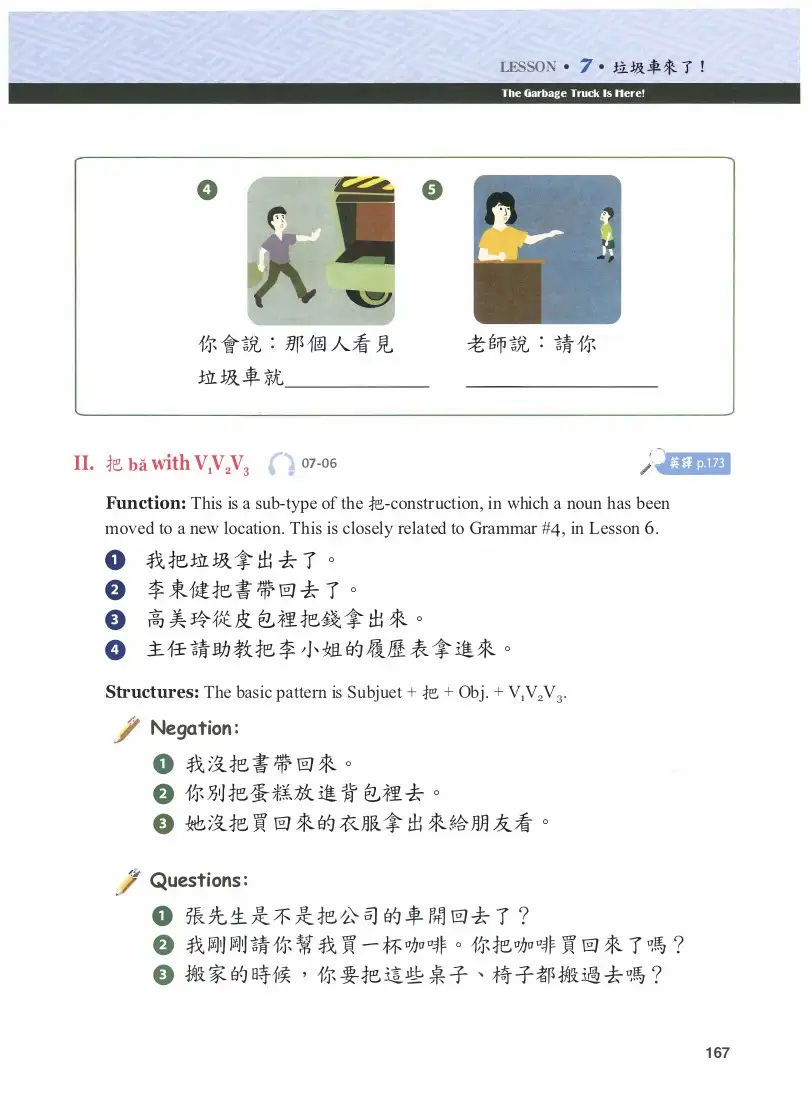 LESSON • 7 • 垃圾車來了！
The Garbage Truck Is Here!
4
5
你會說：那個人看見
垃圾車就
老師說：請你
II. 把 bǎ with V₁V₂V₃ 07-06
英譯 p.173
Function: This is a sub-type of the 把-construction, in which a noun has been
moved to a new location. This is closely related to Grammar #4, in Lesson 6.
1 我把垃圾拿出去了。
2 李東健把書帶回去了。
3 高美玲從皮包裡把錢拿出來。
4 主任請助教把李小姐的履歷表拿進來。
Structures: The basic pattern is Subjuet + 把 + Obj. + V₁V₂V₃.
Negation:
1 我沒把書帶回來。
2 你別把蛋糕放進背包裡去。
3 她沒把買回來的衣服拿出來給朋友看。
Questions:
1 張先生是不是把公司的車開回去了？
2 我剛剛請你幫我買一杯咖啡。你把咖啡買回來了嗎？
3 搬家的時候，你要把這些桌子、椅子都搬過去嗎？
167